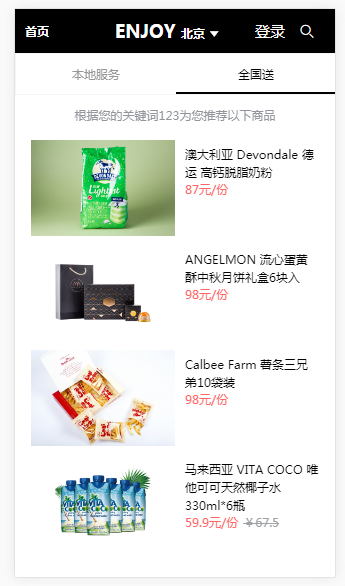 首页
ENJOY 北京
登录
本地服务
全国送
根据您的关键词123为您推荐以下商品
澳大利亚 Devondale 德
运 高钙脱脂奶粉
87元/份
ANGELMON 流心蛋黄
酥中秋月饼礼盒6块入
98元/份
Calbee Farm 薯条三兄
弟10袋装
98元/份
马来西亚 VITA COCO 唯
他可可天然椰子水
330ml*6瓶
59.9元/份 ￥67.5
VITA
COCO